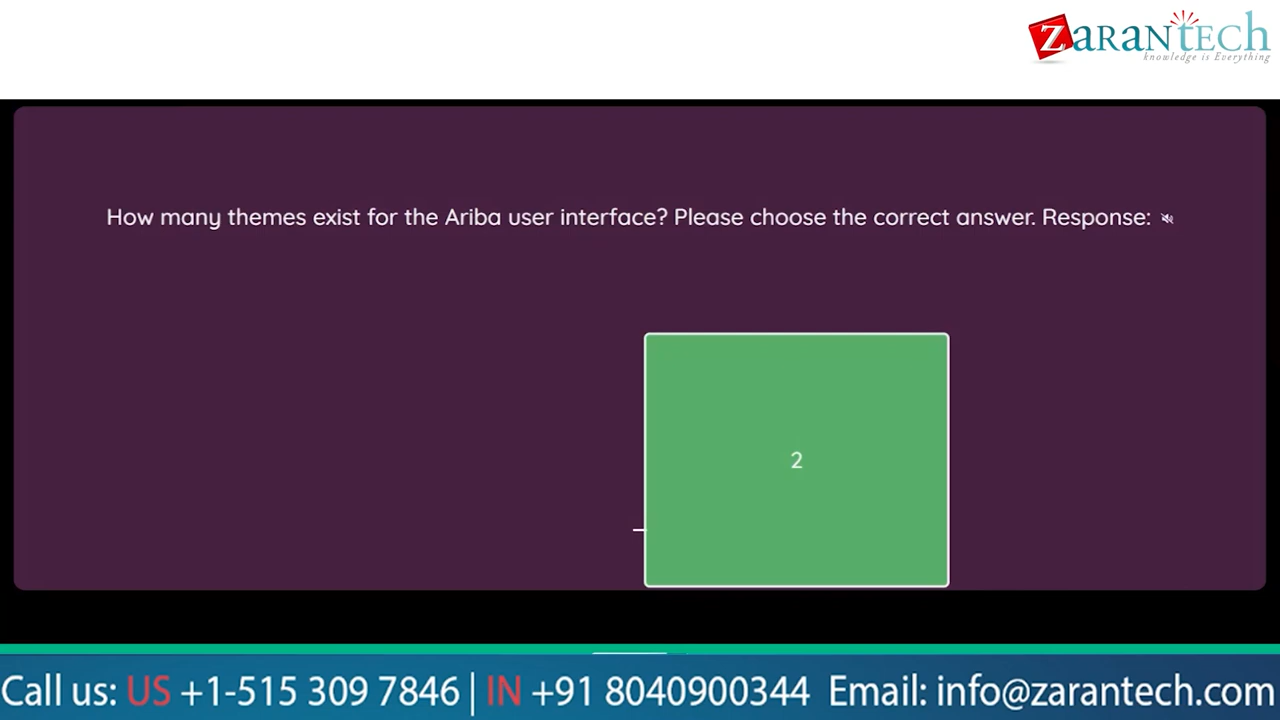 ZARANTECH
knowledge is Everything
How many themes exist for the Ariba user interface? Please choose the correct answer. Response:
2
Call us: US +1-515 309 7846 | IN +91 8040900344 Email: info@zarantech.com